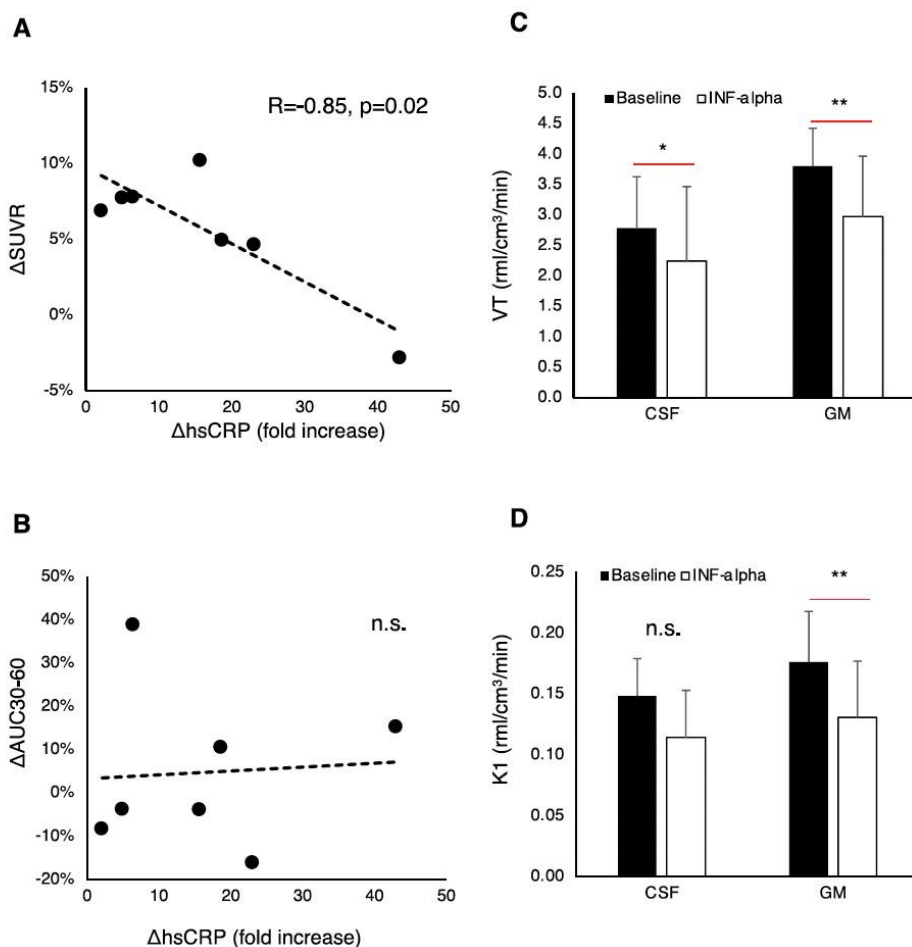 A
R=-0.85, p=0.02
15%
10%
5%
0%
-5%
ΔSUVR
0 10 20 30 40 50
ΔhsCRP (fold increase)
B
n.s.
50%
40%
30%
20%
10%
0%
-10%
-20%
ΔAUC30-60
0 10 20 30 40 50
ΔhsCRP (fold increase)
C
Baseline INF-alpha
* **
5.0
4.5
4.0
3.5
3.0
2.5
2.0
1.5
1.0
0.5
0.0
VT (rml/cm³/min)
CSF GM
D
Baseline INF-alpha
n.s. **
0.25
0.20
0.15
0.10
0.05
0.00
K1 (rml/cm³/min)
CSF GM